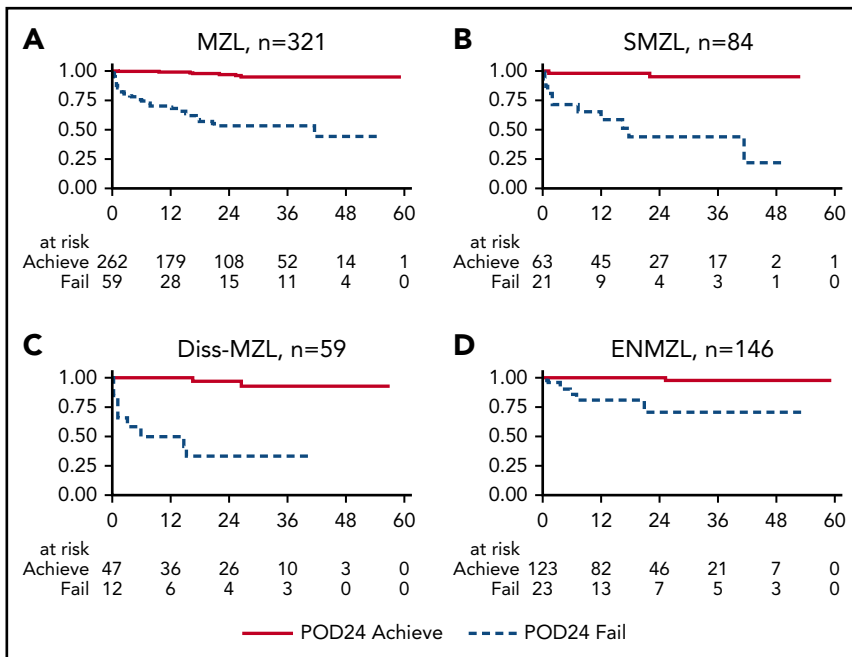 A MZL, n=321
1.00
0.75
0.50
0.25
0.00
0 12 24 36 48 60
at risk
Achieve 262 179 108 52 14 1
Fail 59 28 15 11 4 0
B SMZL, n=84
1.00
0.75
0.50
0.25
0.00
0 12 24 36 48 60
at risk
Achieve 63 45 27 17 2 1
Fail 21 9 4 3 1 0
C Diss-MZL, n=59
1.00
0.75
0.50
0.25
0.00
0 12 24 36 48 60
at risk
Achieve 47 36 26 10 3 0
Fail 12 6 4 3 0 0
D ENMZL, n=146
1.00
0.75
0.50
0.25
0.00
0 12 24 36 48 60
at risk
Achieve 123 82 46 21 7 0
Fail 23 13 7 5 3 0
POD24 Achieve POD24 Fail